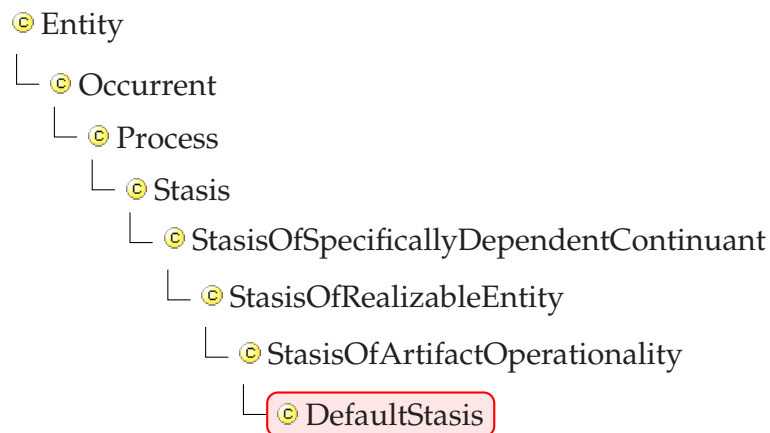 Entity
Occurrent
Process
Stasis
StasisOfSpecificallyDependentContinuant
StasisOfRealizableEntity
StasisOfArtifactOperationality
DefaultStasis